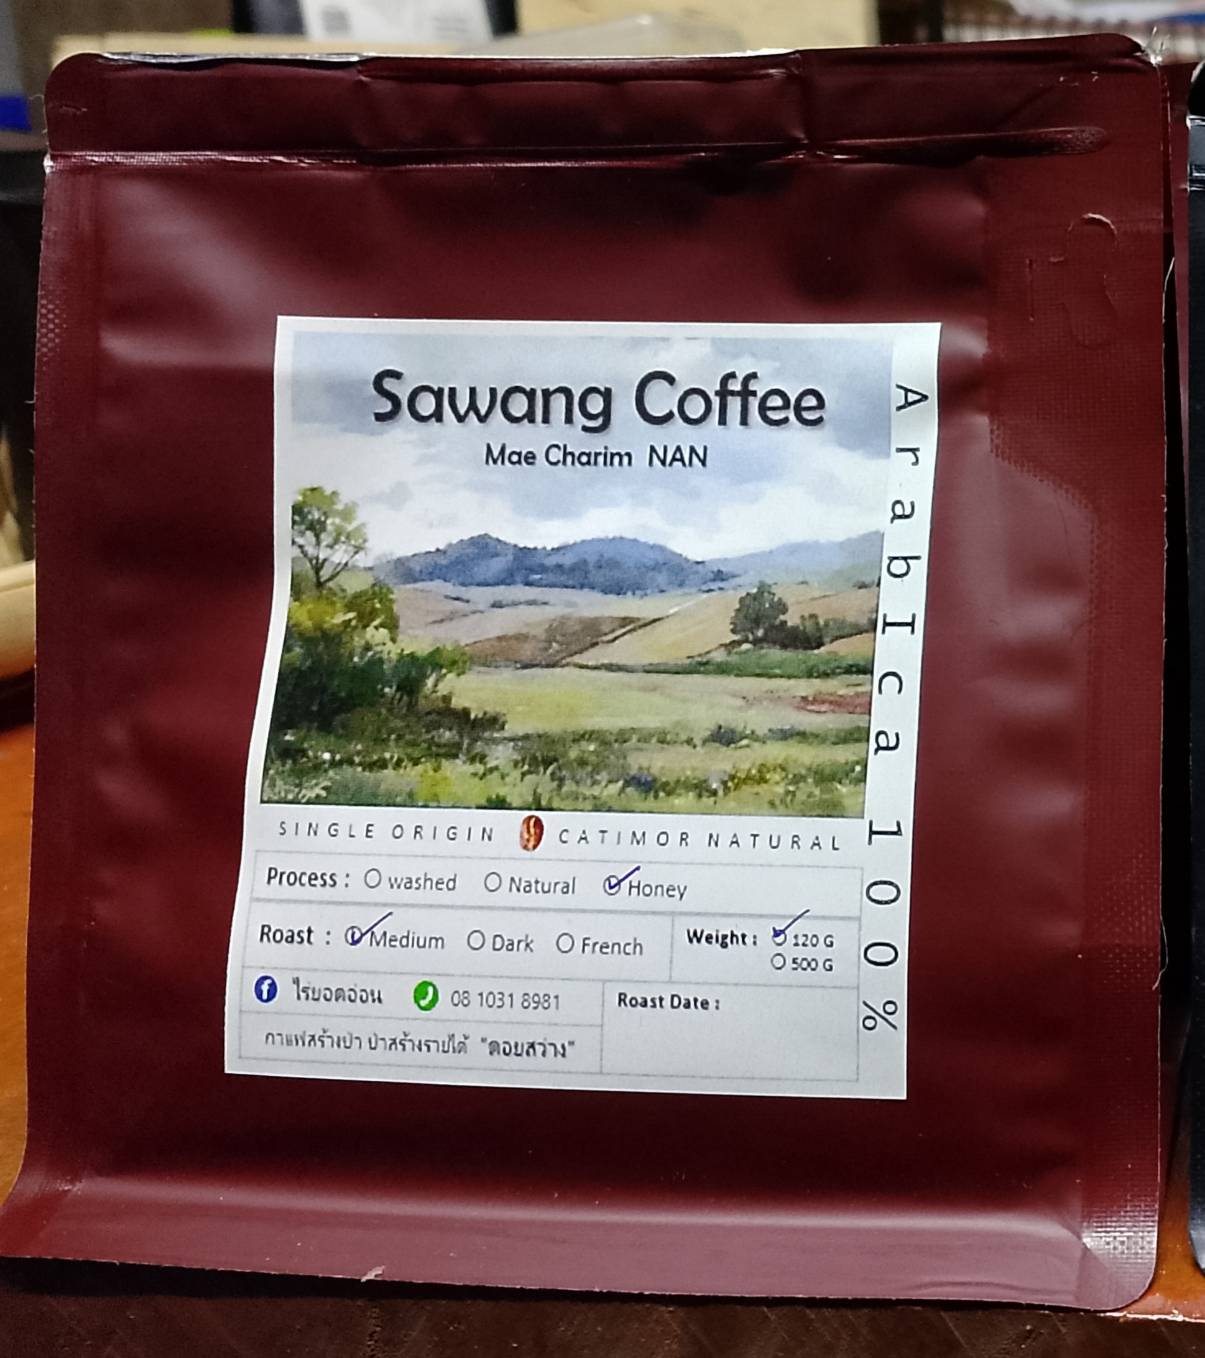 Sawang Coffee
Mae Charim NAN
ArabIca 100%
SINGLE ORIGIN CATIMOR NATURAL
Process : washed Natural Honey
Roast : Medium Dark French
Weight : 120 G
500 G
ไร่ยอดอ่อน 08 1031 8981
Roast Date :
กาแฟสร้างป่า ป่าสร้างรายได้ "ดอยสว่าง"